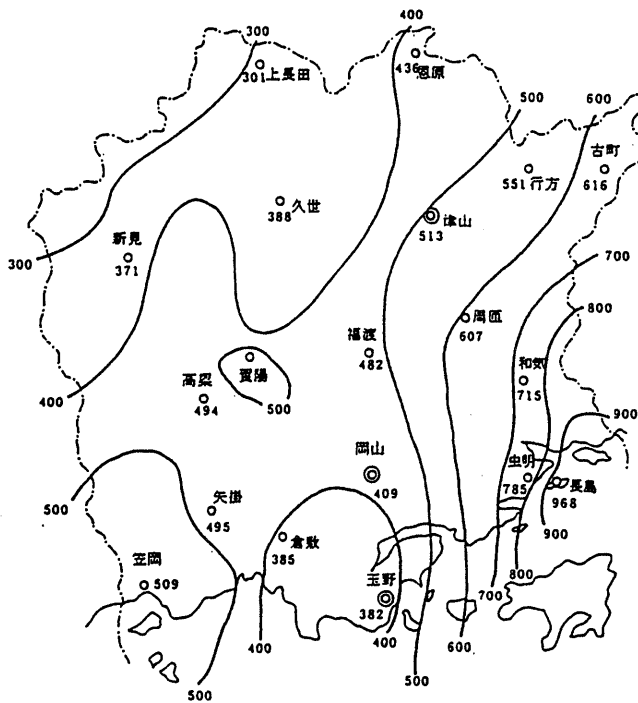 300
400
301
上長田
436
恩原
500
600
古町
551 行方
616
388
久世
津山
513
新見
371
300
700
800
周匝
607
福渡
482
和気
715
賀陽
高梁
494
500
400
900
岡山
409
虫明
785
長島
968
900
500
矢掛
495
倉敷
385
笠岡
509
玉野
382
800
700
400
600
400
500
500